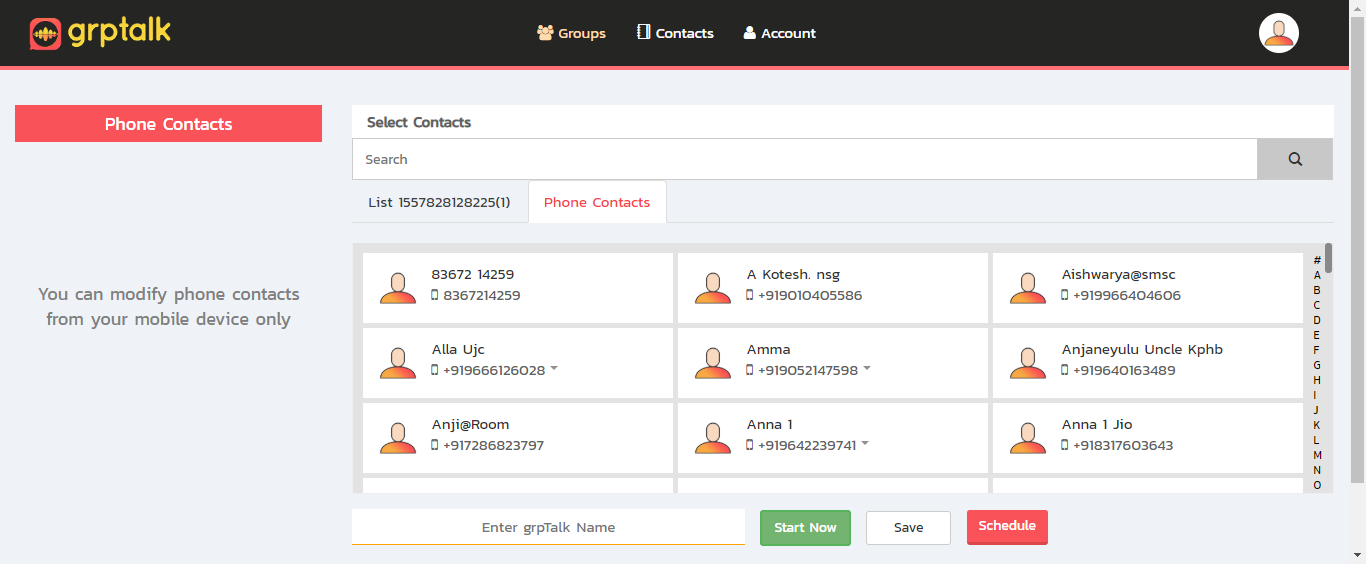 grptalk
Groups
Contacts
Account
Phone Contacts
You can modify phone contacts
from your mobile device only
Select Contacts
Search
List 1557828128225(1)
Phone Contacts
83672 14259
8367214259
A Kotesh. nsg
+919010405586
Aishwarya@smsc
+919966404606
Alla Ujc
+919666126028
Amma
+919052147598
Anjaneyulu Uncle Kphb
+919640163489
Anji@Room
+917286823797
Anna 1
+919642239741
Anna 1 Jio
+918317603643
#
A
B
C
D
E
F
G
H
I
J
K
L
M
N
O
Enter grpTalk Name
Start Now
Save
Schedule